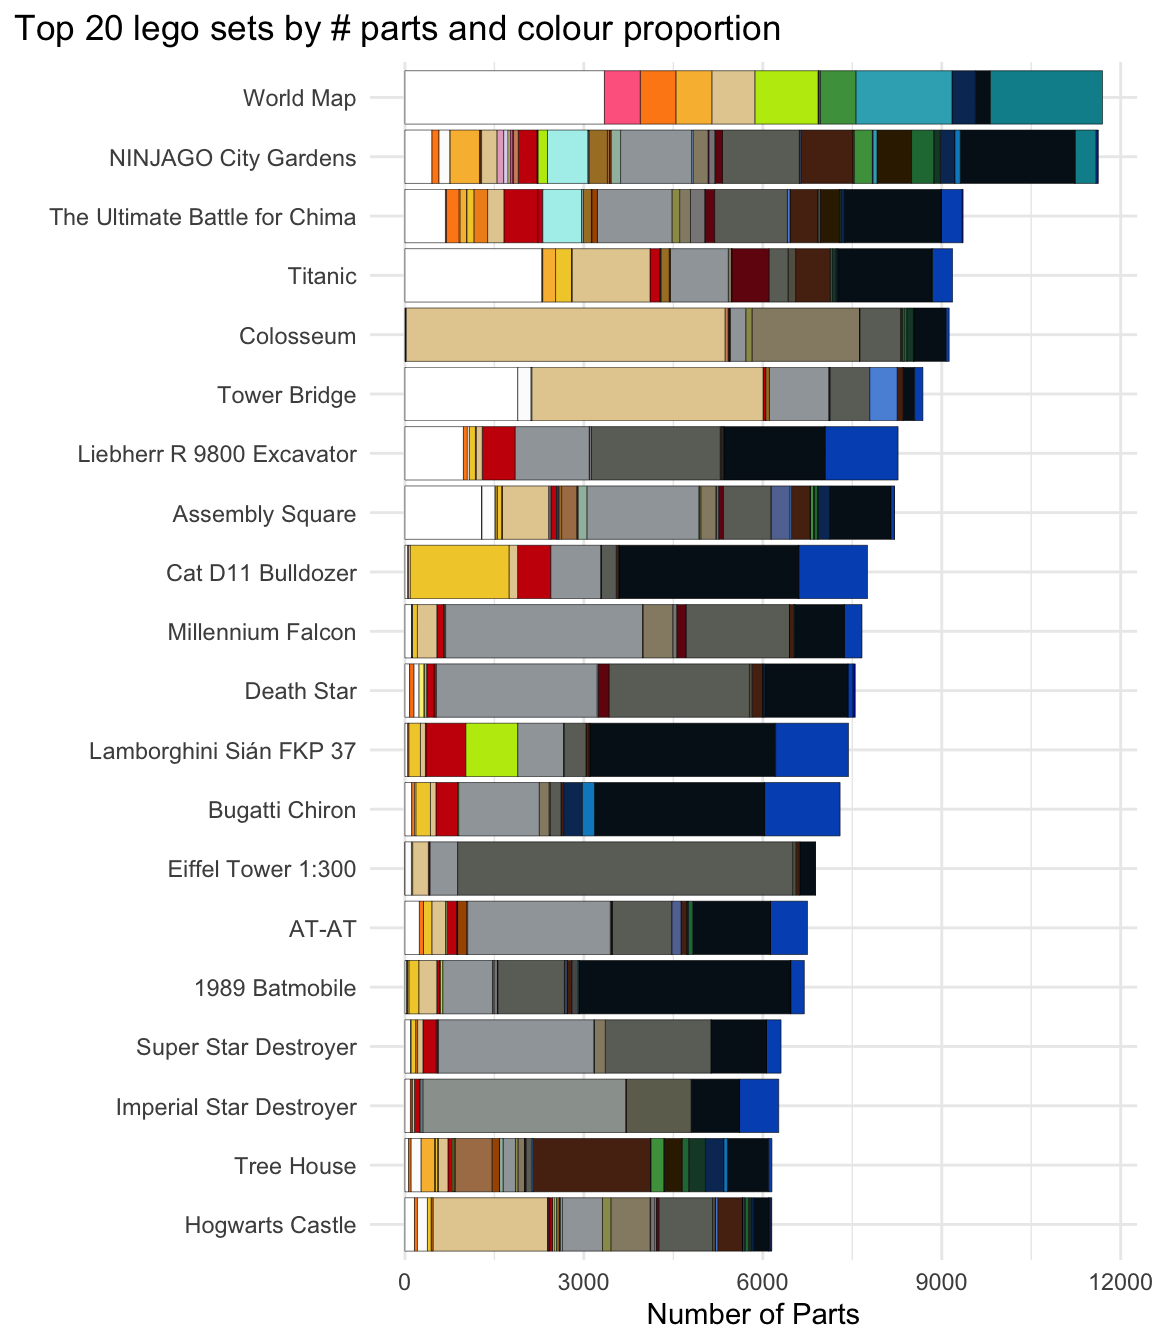 Top 20 lego sets by # parts and colour proportion
World Map
NINJAGO City Gardens
The Ultimate Battle for Chima
Titanic
Colosseum
Tower Bridge
Liebherr R 9800 Excavator
Assembly Square
Cat D11 Bulldozer
Millennium Falcon
Death Star
Lamborghini Sián FKP 37
Bugatti Chiron
Eiffel Tower 1:300
AT-AT
1989 Batmobile
Super Star Destroyer
Imperial Star Destroyer
Tree House
Hogwarts Castle
0 3000 6000 9000 12000
Number of Parts